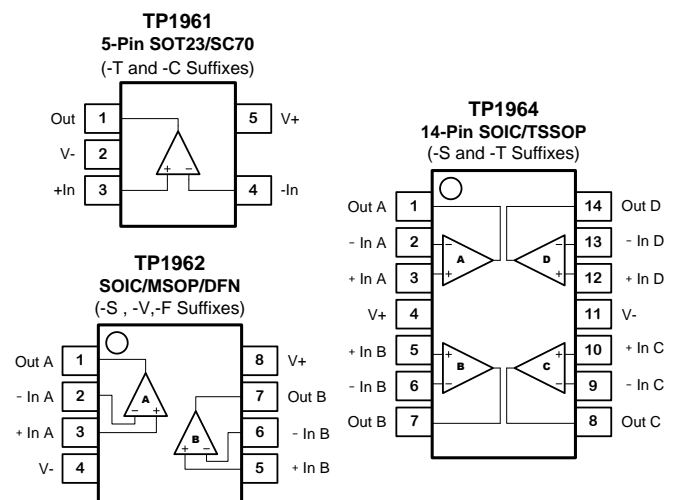 TP1961
5-Pin SOT23/SC70
(-T and -C Suffixes)
Out 1 5 V+
V- 2
+In 3 + - 4 -In
TP1962
SOIC/MSOP/DFN
(-S , -V,-F Suffixes)
Out A 1 8 V+
- In A 2 A 7 Out B
- +
+ In A 3 B 6 - In B
+ -
V- 4 5 + In B
TP1964
14-Pin SOIC/TSSOP
(-S and -T Suffixes)
Out A 1 14 Out D
- In A 2 - - 13 - In D
A D
+ In A 3 + + 12 + In D
V+ 4 11 V-
+ In B 5 + + 10 + In C
B C
- In B 6 - - 9 - In C
Out B 7 8 Out C